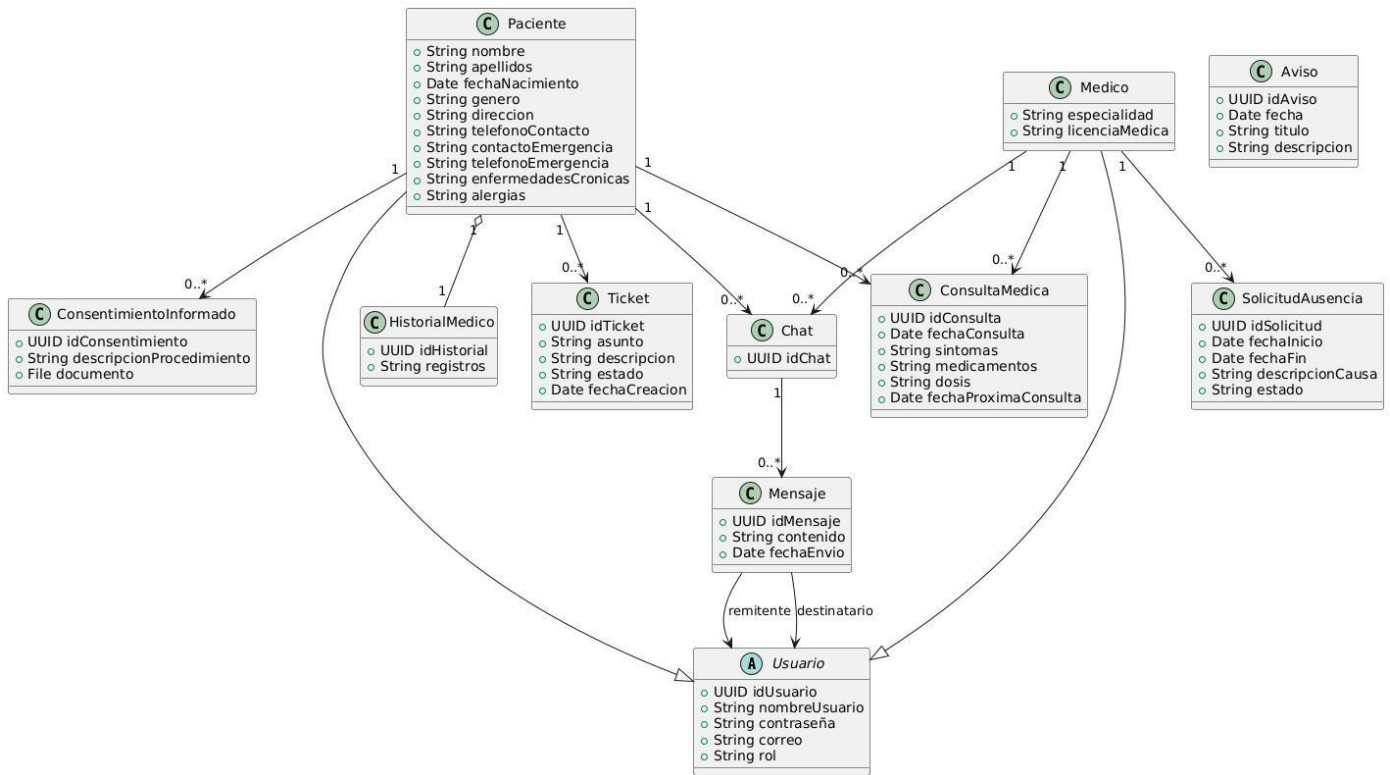 C Paciente
String nombre
String apellidos
Date fechaNacimiento
String genero
String direccion
String telefonoContacto
String contactoEmergencia
String telefonoEmergencia
String enfermedadesCronicas
String alergias
C Medico
String especialidad
String licenciaMedica
C Aviso
UUID idAviso
Date fecha
String titulo
String descripcion
1
1
1
1
1
1
1
1
0..*
1
0..*
0..*
0..*
0..*
0..*
0..*
C ConsentimientoInformado
UUID idConsentimiento
String descripcionProcedimiento
File documento
C HistorialMedico
UUID idHistorial
String registros
C Ticket
UUID idTicket
String asunto
String descripcion
String estado
Date fechaCreacion
C Chat
UUID idChat
C ConsultaMedica
UUID idConsulta
Date fechaConsulta
String sintomas
String medicamentos
String dosis
Date fechaProximaConsulta
C SolicitudAusencia
UUID idSolicitud
Date fechaInicio
Date fechaFin
String descripcionCausa
String estado
1
0..*
C Mensaje
UUID idMensaje
String contenido
Date fechaEnvio
remitente
destinatario
A Usuario
UUID idUsuario
String nombreUsuario
String contraseña
String correo
String rol